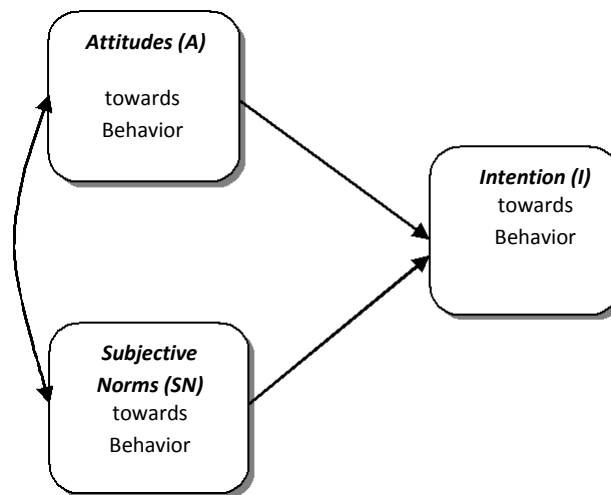 Attitudes (A)
towards
Behavior
Intention (I)
towards
Behavior
Subjective
Norms (SN)
towards
Behavior